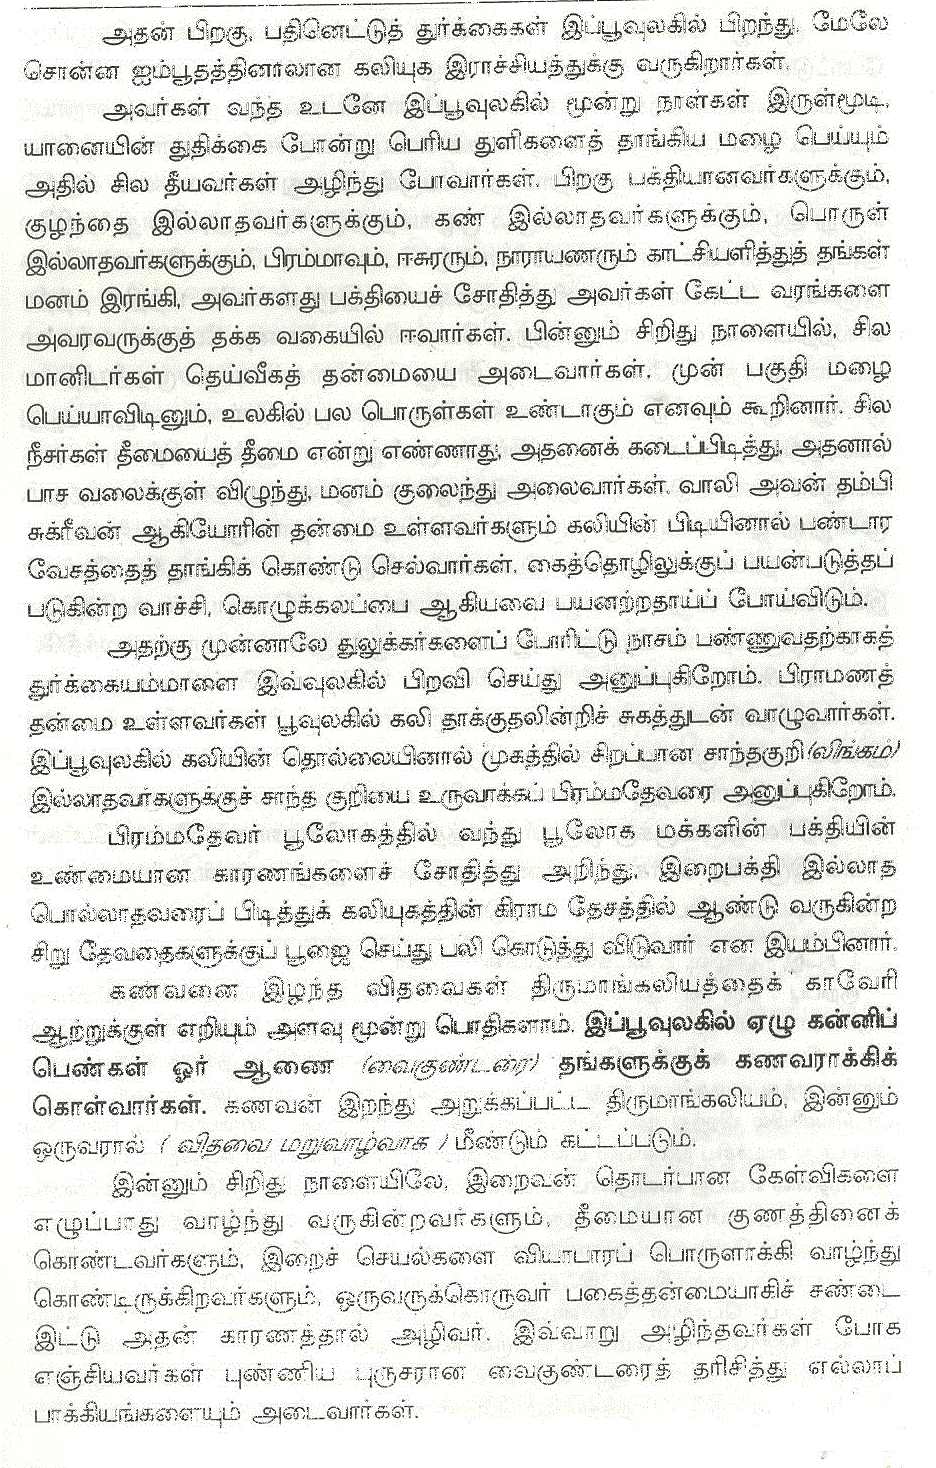 அதன் பிறகு, பதினெட்டுத் துர்க்கைகள் இப்பூவுலகில் பிறந்து, மேலே
சொன்ன ஐம்பூதத்தினாலான கலியுக இராச்சியத்துக்கு வருகிறார்கள்.
அவர்கள் வந்த உடனே இப்பூவுலகில் மூன்று நாள்கள் இருள்மூடி,
யானையின் துதிக்கை போன்று பெரிய துளிகளைத் தாங்கிய மழை பெய்யும்
அதில் சில தீயவர்கள் அழிந்து போவார்கள். பிறகு பக்தியானவர்களுக்கும்,
குழந்தை இல்லாதவர்களுக்கும், கண் இல்லாதவர்களுக்கும், பொருள்
இல்லாதவர்களுக்கும், பிரம்மாவும், ஈசுரரும், நாராயணரும் காட்சியளித்துத் தங்கள்
மனம் இரங்கி, அவர்களது பக்தியைச் சோதித்து அவர்கள் கேட்ட வரங்களை
அவரவருக்குத் தக்க வகையில் ஈவார்கள். பின்னும் சிறிது நாளையில், சில
மானிடர்கள் தெய்வீகத் தன்மையை அடைவார்கள். முன் பகுதி மழை
பெய்யாவிடினும், உலகில் பல பொருள்கள் உண்டாகும் எனவும் கூறினார். சில
நீசர்கள் தீமையைத் தீமை என்று எண்ணாது, அதனைக் கடைப்பிடித்து, அதனால்
பாச வலைக்குள் விழுந்து, மனம் குலைந்து அலைவார்கள். வாலி அவன் தம்பி
சுக்ரீவன் ஆகியோரின் தன்மை உள்ளவர்களும் கலியின் பிடியினால் பண்டார
வேசத்தைத் தாங்கிக் கொண்டு செல்வார்கள். கைத்தொழிலுக்குப் பயன்படுத்தப்
படுகின்ற வாச்சி, கொழுக்கலப்பை ஆகியவை பயனற்றதாய்ப் போய்விடும்.
அதற்கு முன்னாலே துலுக்கர்களைப் போரிட்டு நாசம் பண்ணுவதற்காகத்
துர்க்கையம்மாளை இவ்வுலகில் பிறவி செய்து அனுப்புகிறோம். பிராமணத்
தன்மை உள்ளவர்கள் பூவுலகில் கலி தாக்குதலின்றிச் சுகத்துடன் வாழுவார்கள்.
இப்பூவுலகில் கலியின் தொல்லையினால் முகத்தில் சிறப்பான சாந்தகுறி (லிங்கம்)
இல்லாதவர்களுக்குச் சாந்த குறியை உருவாக்கப் பிரம்மதேவரை அனுப்புகிறோம்.
பிரம்மதேவர் பூலோகத்தில் வந்து பூலோக மக்களின் பக்தியின்
உண்மையான காரணங்களைச் சோதித்து அறிந்து, இறைபக்தி இல்லாத
பொல்லாதவரைப் பிடித்துக் கலியுகத்தின் கிராம தேசத்தில் ஆண்டு வருகின்ற
சிறு தேவதைகளுக்குப் பூஜை செய்து பலி கொடுத்து விடுவார் என இயம்பினார்.
கணவனை இழந்த விதவைகள் திருமாங்கலியத்தைக் காவேரி
ஆற்றுக்குள் எறியும் அளவு மூன்று பொதிகளாம். இப்பூவுலகில் ஏழு கன்னிப்
பெண்கள் ஓர் ஆணை (வைகுண்டரை) தங்களுக்குக் கணவராக்கிக்
கொள்வார்கள். கணவன் இறந்து அறுக்கப்பட்ட திருமாங்கலியம், இன்னும்
ஒருவரால் ( விதவை மறுவாழ்வாக ) மீண்டும் கட்டப்படும்.
இன்னும் சிறிது நாளையிலே, இறைவன் தொடர்பான கேள்விகளை
எழுப்பாது வாழ்ந்து வருகின்றவர்களும், தீமையான குணத்தினைக்
கொண்டவர்களும், இறைச் செயல்களை வியாபாரப் பொருளாக்கி வாழ்ந்து
கொண்டிருக்கிறவர்களும், ஒருவருக்கொருவர் பகைத்தன்மையாகிச் சண்டை
இட்டு அதன் காரணத்தால் அழிவர். இவ்வாறு அழிந்தவர்கள் போக
எஞ்சியவர்கள் புண்ணிய புருசரான வைகுண்டரைத் தரிசித்து எல்லாப்
பாக்கியங்களையும் அடைவார்கள்.